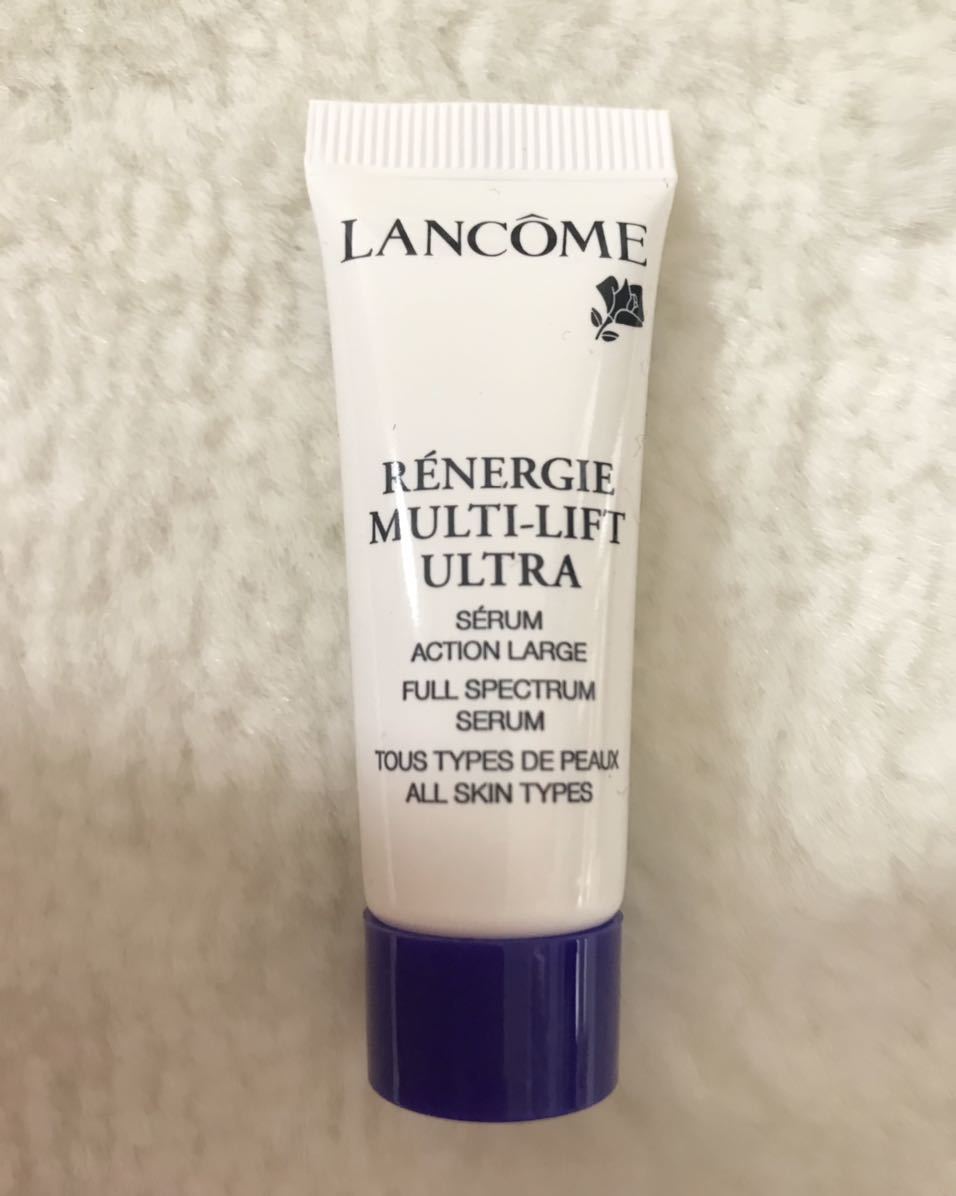 LANCÔME
RÉNERGIE
MULTI-LIFT
ULTRA
SÉRUM
ACTION LARGE
FULL SPECTRUM
SERUM
TOUS TYPES DE PEAUX
ALL SKIN TYPES